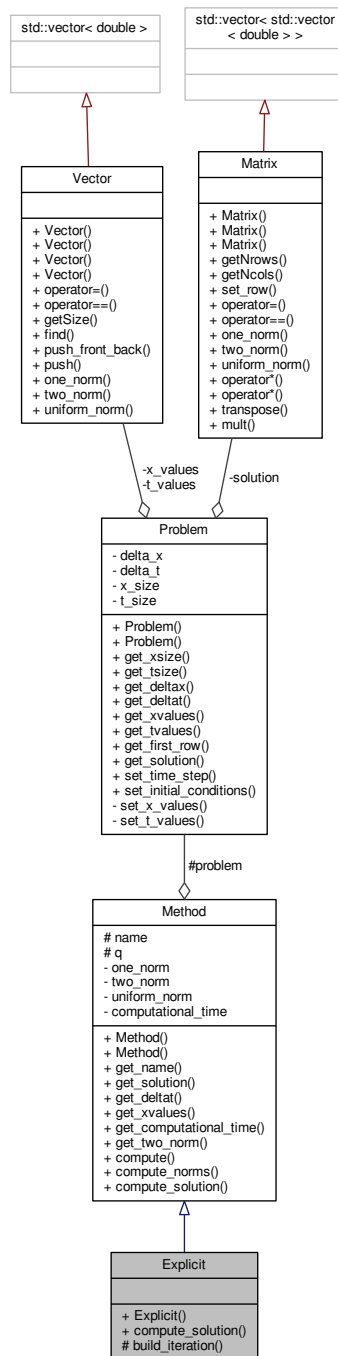 std::vector< double >
std::vector< std::vector
< double > >
Vector
+ Vector()
+ Vector()
+ Vector()
+ Vector()
+ operator=()
+ operator==()
+ getSize()
+ find()
+ push_front_back()
+ push()
+ one_norm()
+ two_norm()
+ uniform_norm()
Matrix
+ Matrix()
+ Matrix()
+ Matrix()
+ getNrows()
+ getNcols()
+ set_row()
+ operator=()
+ operator==()
+ one_norm()
+ two_norm()
+ uniform_norm()
+ operator*()
+ operator*()
+ transpose()
+ mult()
-x_values
-t_values
-solution
Problem
- delta_x
- delta_t
- x_size
- t_size
+ Problem()
+ Problem()
+ get_xsize()
+ get_tsize()
+ get_deltax()
+ get_deltat()
+ get_xvalues()
+ get_tvalues()
+ get_first_row()
+ get_solution()
+ set_time_step()
+ set_initial_conditions()
- set_x_values()
- set_t_values()
#problem
Method
# name
# q
- one_norm
- two_norm
- uniform_norm
- computational_time
+ Method()
+ Method()
+ get_name()
+ get_solution()
+ get_deltat()
+ get_xvalues()
+ get_computational_time()
+ get_two_norm()
+ compute()
+ compute_norms()
+ compute_solution()
Explicit
+ Explicit()
+ compute_solution()
# build_iteration()